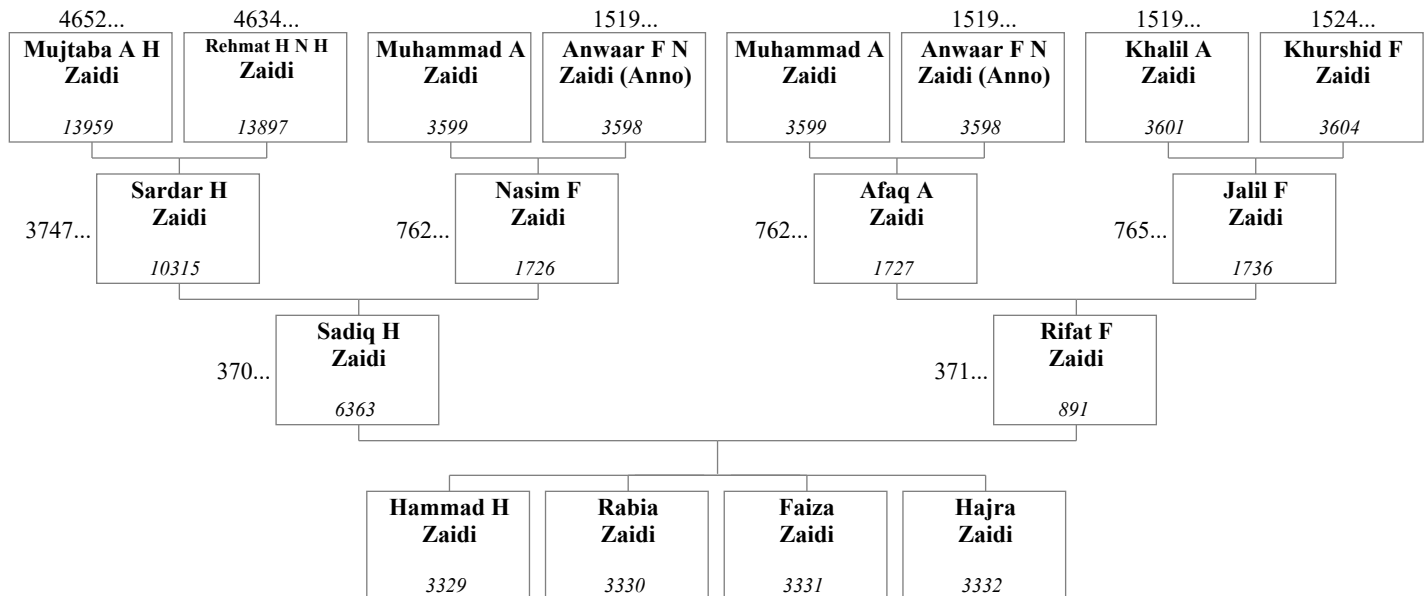 4652... 4634... 1519... 1519... 1519... 1524...
Mujtaba A H Rehmat H N H Muhammad A Anwaar F N Muhammad A Anwaar F N Khalil A Khurshid F
Zaidi Zaidi Zaidi Zaidi (Anno) Zaidi Zaidi (Anno) Zaidi Zaidi
13959 13897 3599 3598 3599 3598 3601 3604
Sardar H Nasim F Afaq A Jalil F
Zaidi Zaidi Zaidi Zaidi
3747... 762... 762... 765...
10315 1726 1727 1736
Sadiq H Rifat F
Zaidi Zaidi
370... 371...
6363 891
Hammad H Rabia Faiza Hajra
Zaidi Zaidi Zaidi Zaidi
3329 3330 3331 3332